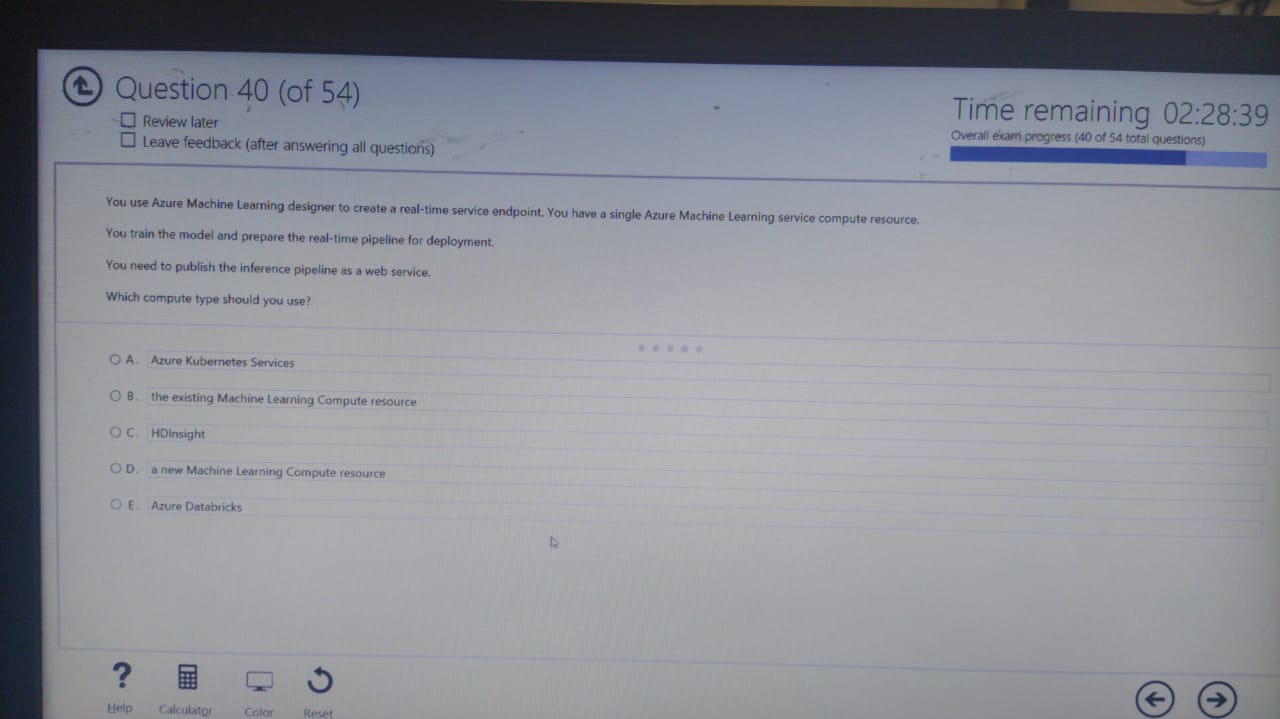 Question 40 (of 54)
Review later
Leave feedback (after answering all questions)
Time remaining 02:28:39
Overall exam progress (40 of 54 total questions)
You use Azure Machine Learning designer to create a real-time service endpoint. You have a single Azure Machine Learning service compute resource.
You train the model and prepare the real-time pipeline for deployment.
You need to publish the inference pipeline as a web service.
Which compute type should you use?
A. Azure Kubernetes Services
B. the existing Machine Learning Compute resource
C. HDInsight
D. a new Machine Learning Compute resource
E. Azure Databricks
Help Calculator Color Reset